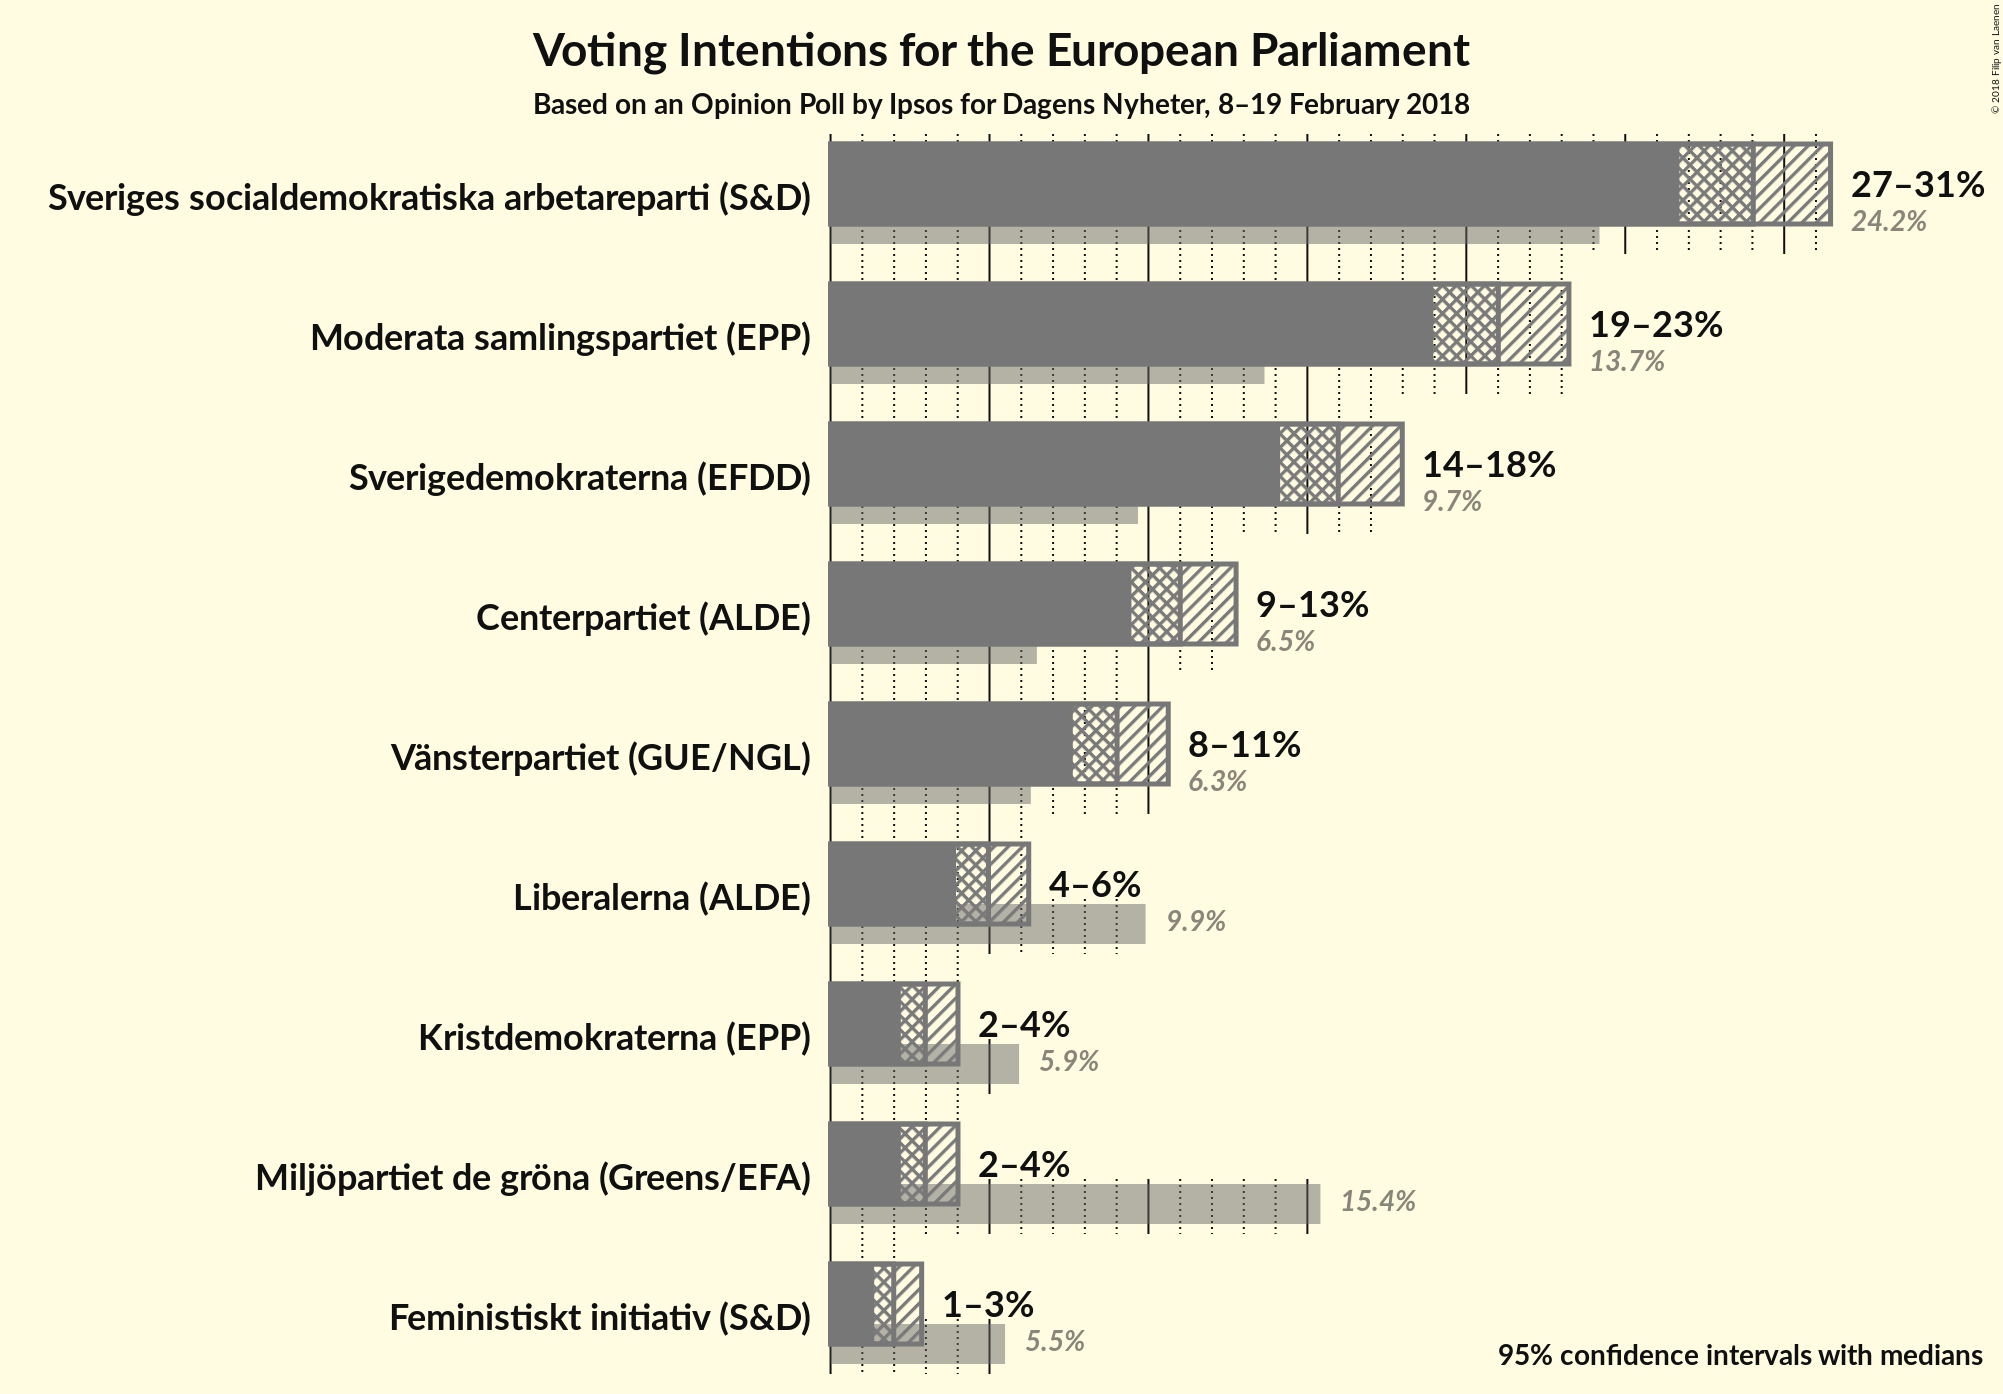 Voting Intentions for the European Parliament
Based on an Opinion Poll by Ipsos for Dagens Nyheter, 8–19 February 2018
© 2018 Filip van Laenen
Sveriges socialdemokratiska arbetareparti (S&D)
27–31%
24.2%
Moderata samlingspartiet (EPP)
19–23%
13.7%
Sverigedemokraterna (EFDD)
14–18%
9.7%
Centerpartiet (ALDE)
9–13%
6.5%
Vänsterpartiet (GUE/NGL)
8–11%
6.3%
Liberalerna (ALDE)
4–6%
9.9%
Kristdemokraterna (EPP)
2–4%
5.9%
Miljöpartiet de gröna (Greens/EFA)
2–4%
15.4%
Feministiskt initiativ (S&D)
1–3%
5.5%
95% confidence intervals with medians